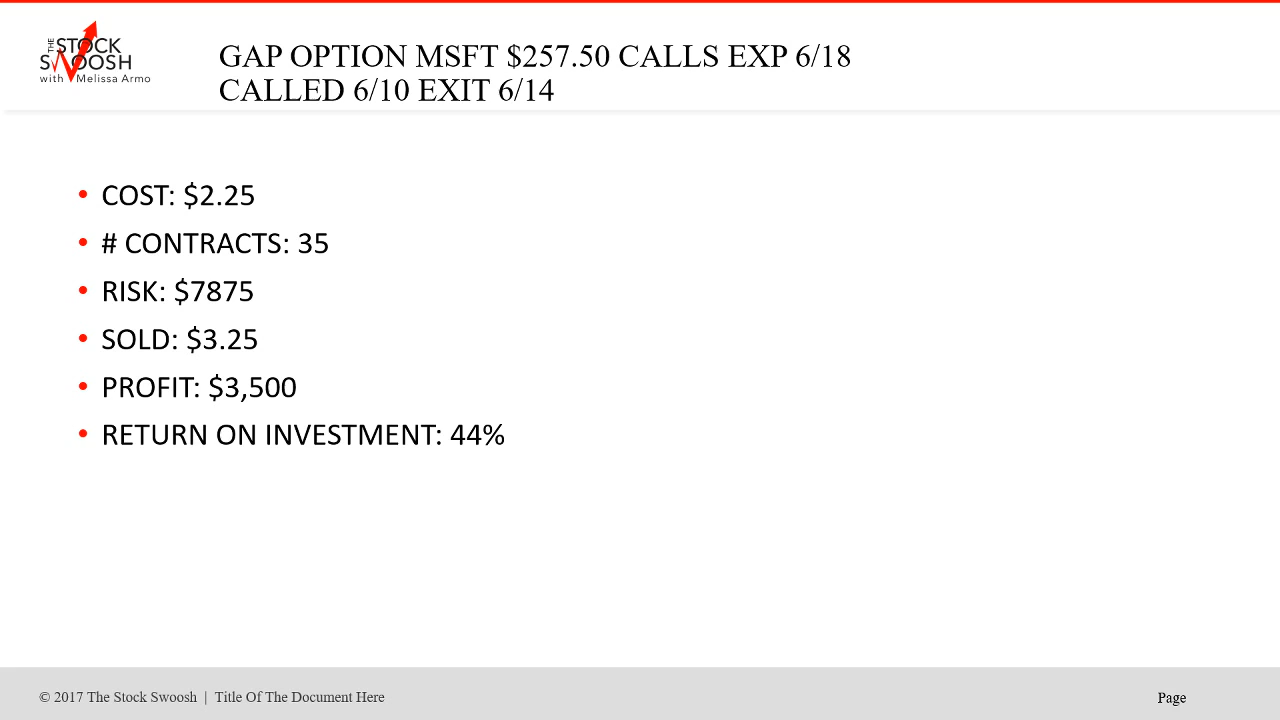 THE STOCK
SWOOSH
with Melissa Armo
GAP OPTION MSFT $257.50 CALLS EXP 6/18
CALLED 6/10 EXIT 6/14
• COST: $2.25
• # CONTRACTS: 35
• RISK: $7875
• SOLD: $3.25
• PROFIT: $3,500
• RETURN ON INVESTMENT: 44%
© 2017 The Stock Swoosh | Title Of The Document Here
Page